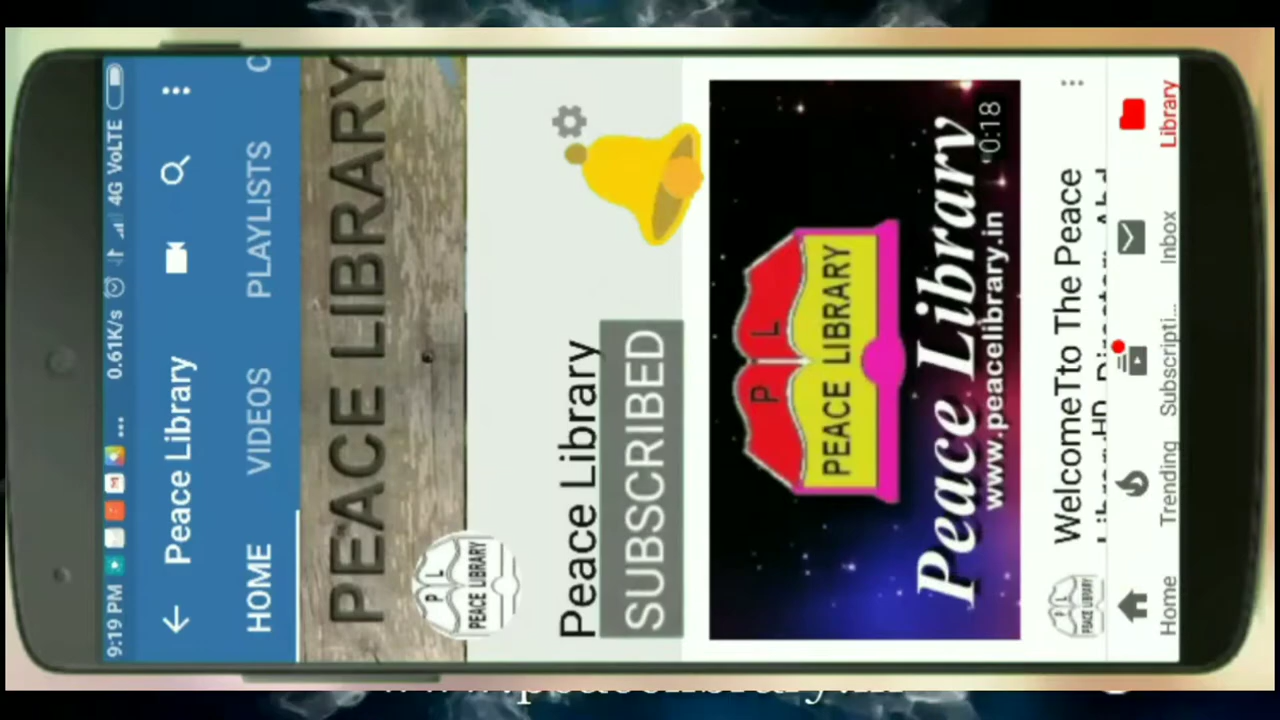 9:19 PM ... 0.61K/s 4G VoLTE
Peace Library
HOME VIDEOS PLAYLISTS C
PEACE LIBRARY
P L
PEACE LIBRARY
Peace Library
SUBSCRIBED
P L
PEACE LIBRARY
Peace Library
www.peacelibrary.in
0:18
WelcomeTto The Peace
P L
PEACE LIBRARY
Home Trending Subscripti... Inbox Library